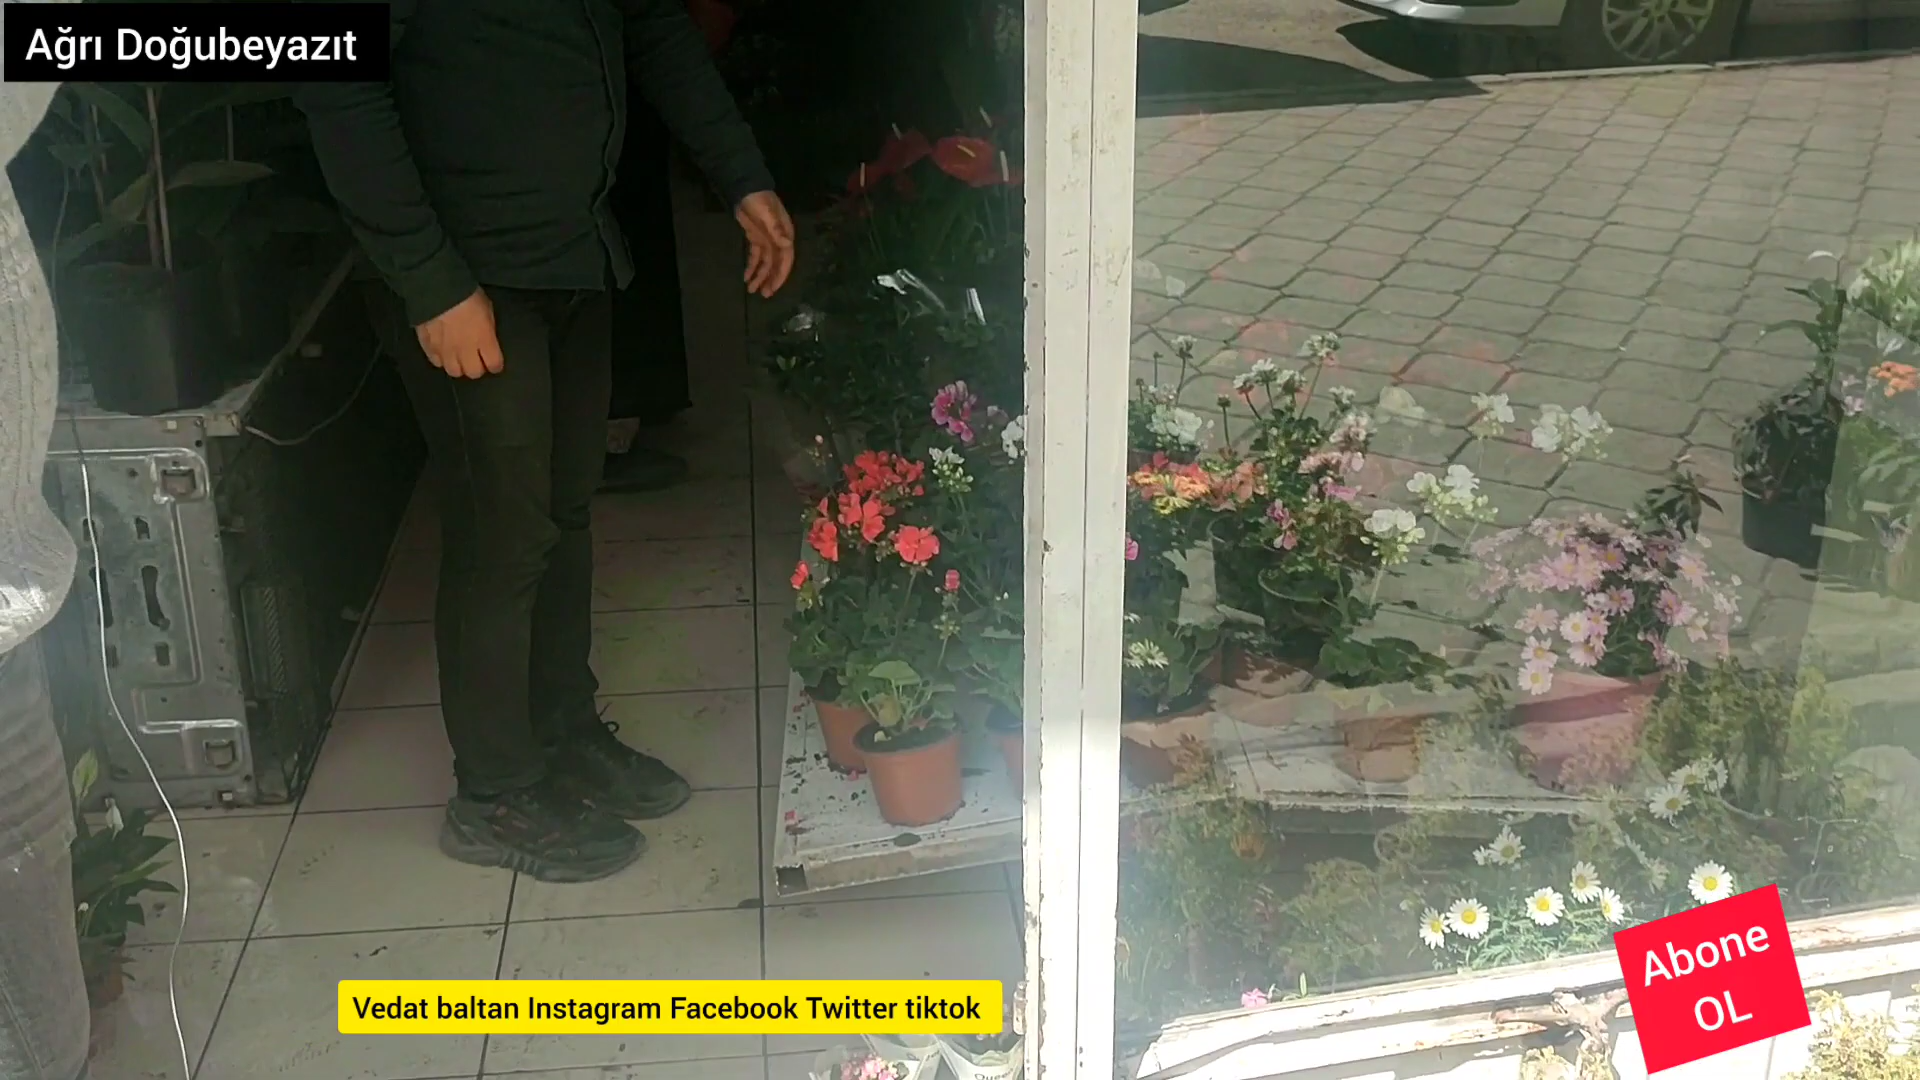 Ağrı Doğubeyazıt
Vedat baltan Instagram Facebook Twitter tiktok
Abone
OL